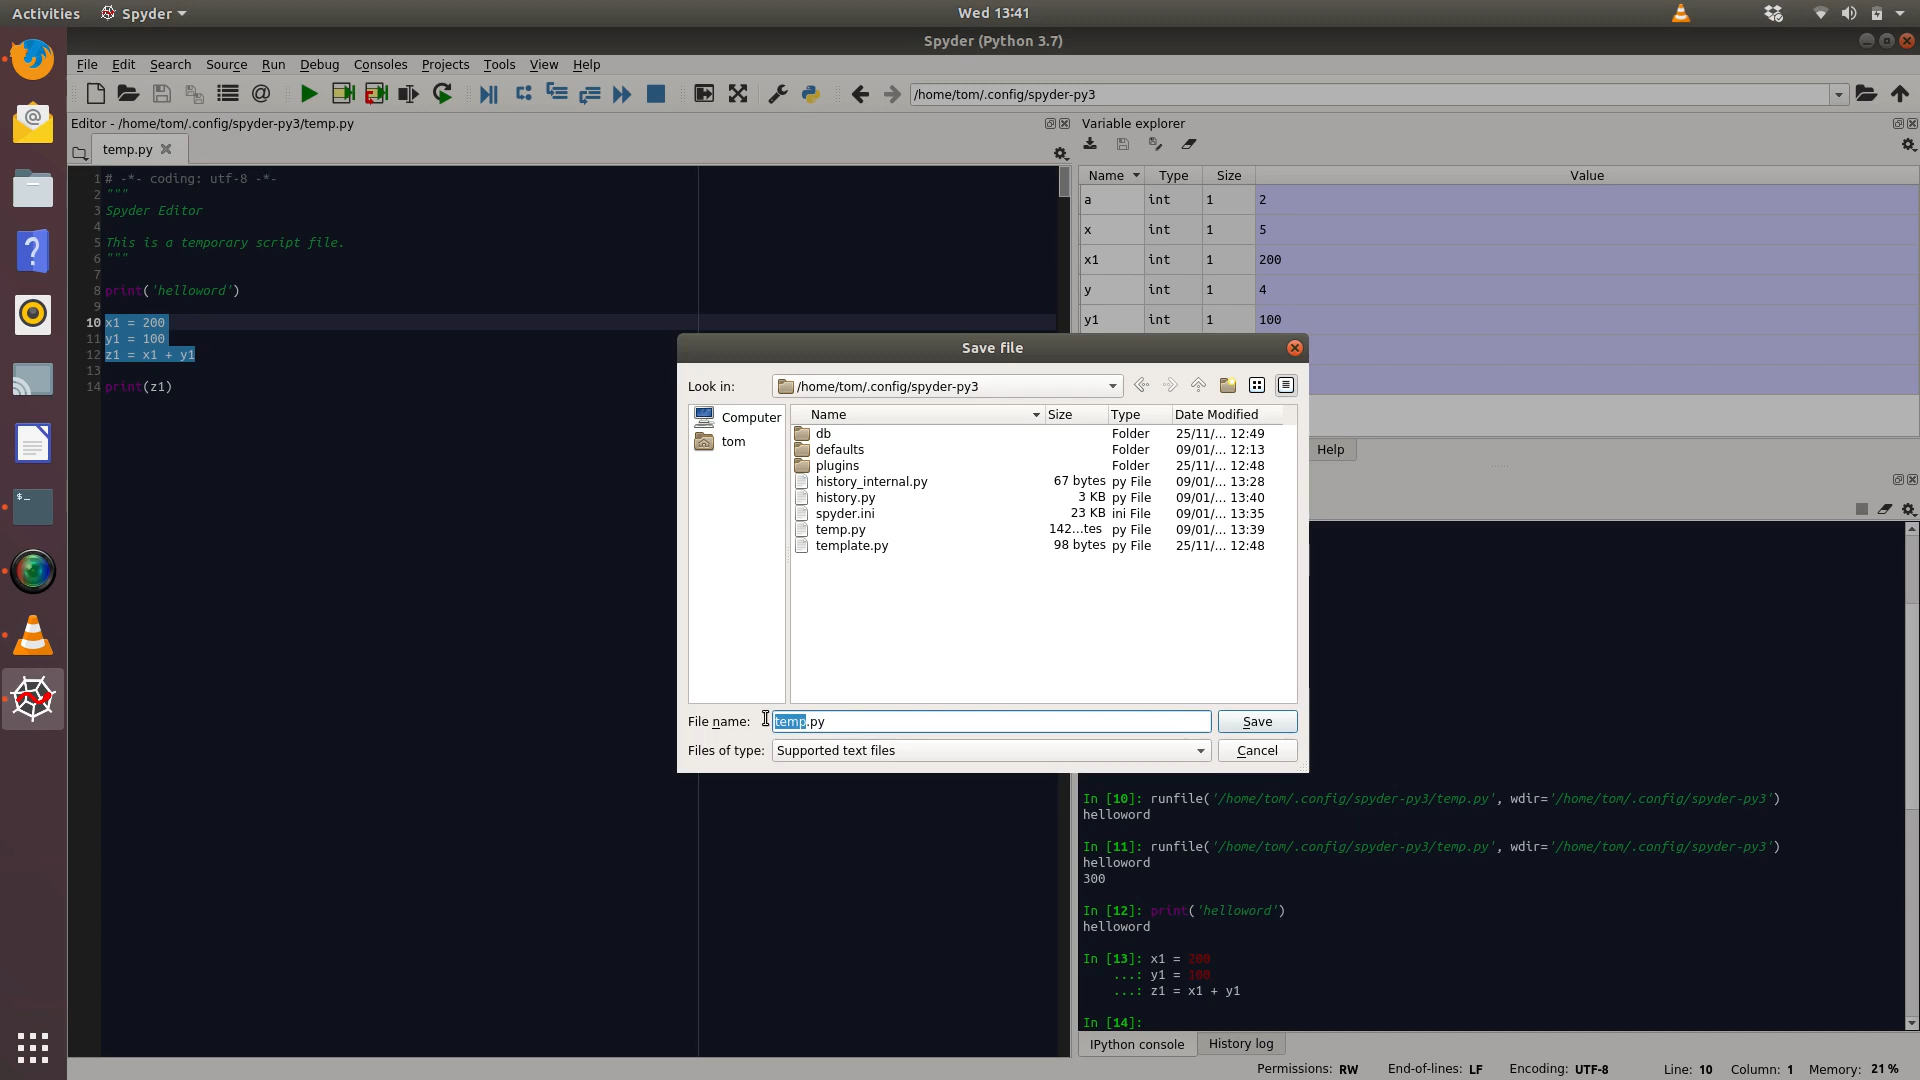 Activities Spyder Wed 13:41
Spyder (Python 3.7)
File Edit Search Source Run Debug Consoles Projects Tools View Help
/home/tom/.config/spyder-py3
Editor - /home/tom/.config/spyder-py3/temp.py
temp.py
1 # -*- coding: utf-8 -*-
2 """
3 Spyder Editor
4
5 This is a temporary script file.
6 """
7
8 print('helloword')
9
10 x1 = 200
11 y1 = 100
12 z1 = x1 + y1
13
14 print(z1)
Variable explorer
Name Type Size Value
a int 1 2
x int 1 5
x1 int 1 200
y int 1 4
y1 int 1 100
Help
Save file
Look in: /home/tom/.config/spyder-py3
Computer
tom
Name Size Type Date Modified
db Folder 25/11/... 12:49
defaults Folder 09/01/... 12:13
plugins Folder 25/11/... 12:48
history_internal.py 67 bytes py File 09/01/... 13:28
history.py 3 KB py File 09/01/... 13:40
spyder.ini 23 KB ini File 09/01/... 13:35
temp.py 142...tes py File 09/01/... 13:39
template.py 98 bytes py File 25/11/... 12:48
File name: temp.py Save
Files of type: Supported text files Cancel
In [10]: runfile('/home/tom/.config/spyder-py3/temp.py', wdir='/home/tom/.config/spyder-py3')
helloword
In [11]: runfile('/home/tom/.config/spyder-py3/temp.py', wdir='/home/tom/.config/spyder-py3')
helloword
300
In [12]: print('helloword')
helloword
In [13]: x1 = 200
...: y1 = 100
...: z1 = x1 + y1
In [14]:
IPython console History log
Permissions: RW End-of-lines: LF Encoding: UTF-8 Line: 10 Column: 1 Memory: 21 %